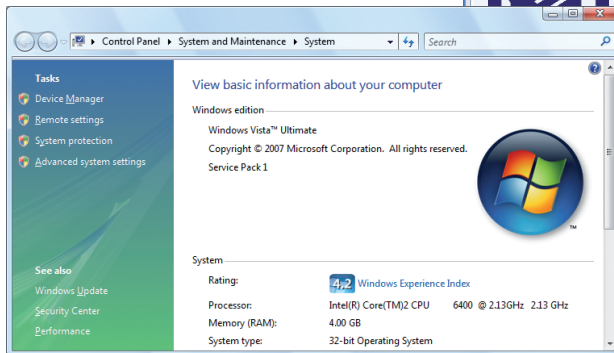 Control Panel ▸ System and Maintenance ▸ System
Search
Tasks
Device Manager
Remote settings
System protection
Advanced system settings
See also
Windows Update
Security Center
Performance
View basic information about your computer
Windows edition
Windows Vista™ Ultimate
Copyright © 2007 Microsoft Corporation. All rights reserved.
Service Pack 1
TM
System
Rating: 4.2 Windows Experience Index
Processor: Intel(R) Core(TM)2 CPU 6400 @ 2.13GHz 2.13 GHz
Memory (RAM): 4.00 GB
System type: 32-bit Operating System